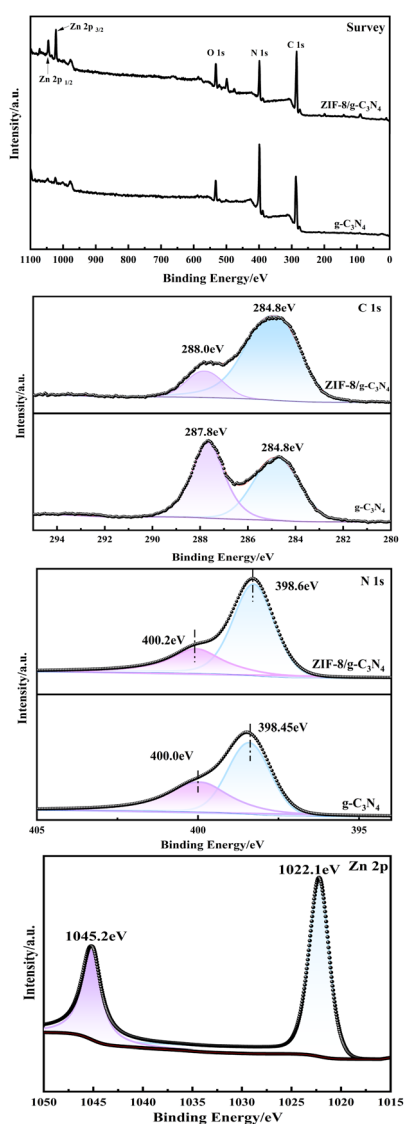 Survey
Zn 2p 3/2
Zn 2p1/2
O 1s
N 1s
C 1s
ZIF-8/g-C3N4
g-C3N4
Intensity/a.u.
1100 1000 900 800 700 600 500 400 300 200 100 0
Binding Energy/eV
C 1s
284.8eV
288.0eV
ZIF-8/g-C3N4
287.8eV
284.8eV
g-C3N4
Intensity/a.u.
294 292 290 288 286 284 282 280
Binding Energy/eV
N 1s
398.6eV
400.2eV
ZIF-8/g-C3N4
398.45eV
400.0eV
g-C3N4
Intensity/a.u.
405 400 395
Binding Energy/eV
Zn 2p
1022.1eV
1045.2eV
Intensity/a.u.
1050 1045 1040 1035 1030 1025 1020 1015
Binding Energy/eV